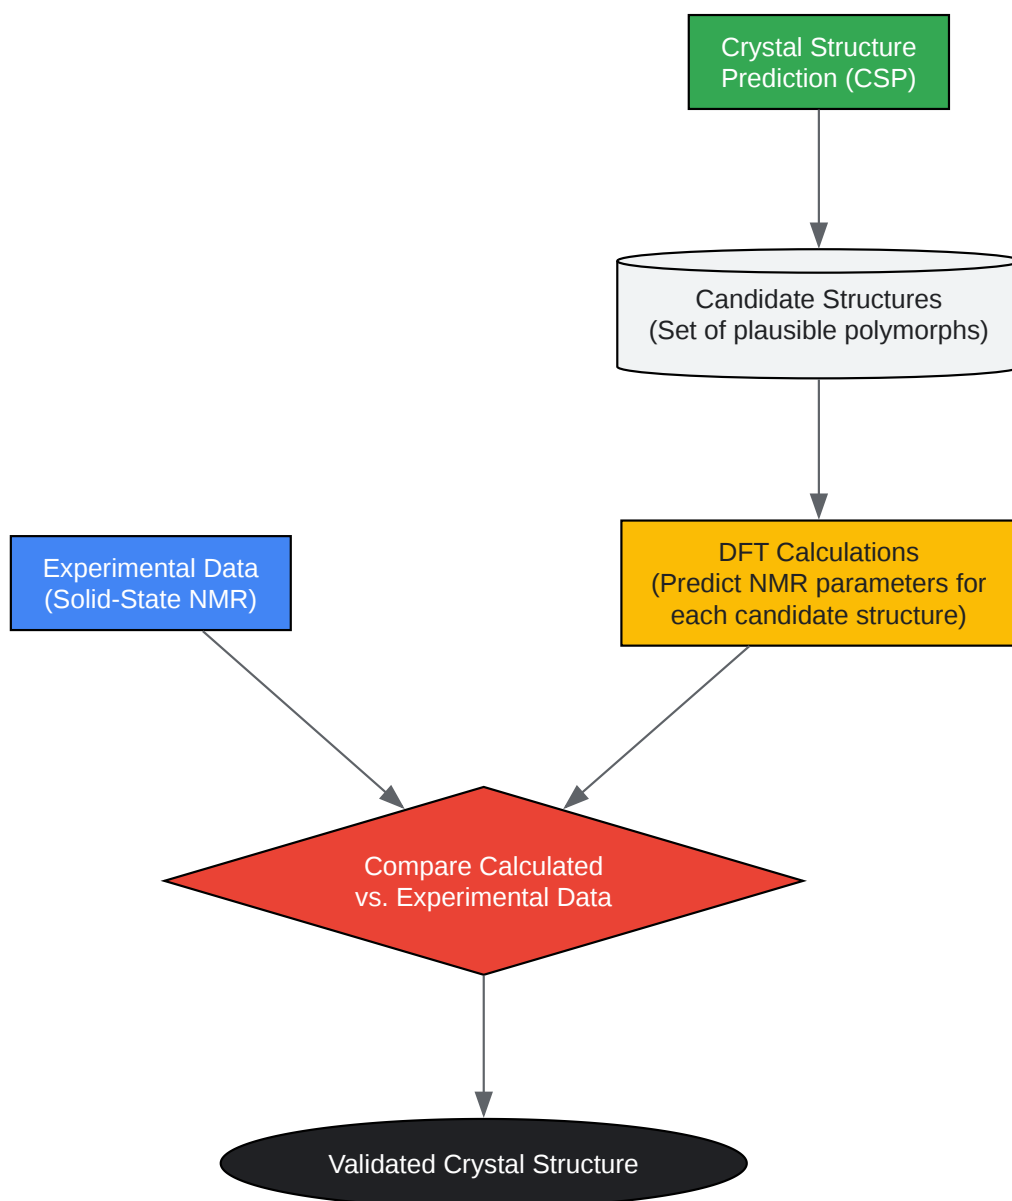 Crystal Structure
Prediction (CSP)
Candidate Structures
(Set of plausible polymorphs)
Experimental Data
(Solid-State NMR)
DFT Calculations
(Predict NMR parameters for
each candidate structure)
Compare Calculated
vs. Experimental Data
Validated Crystal Structure